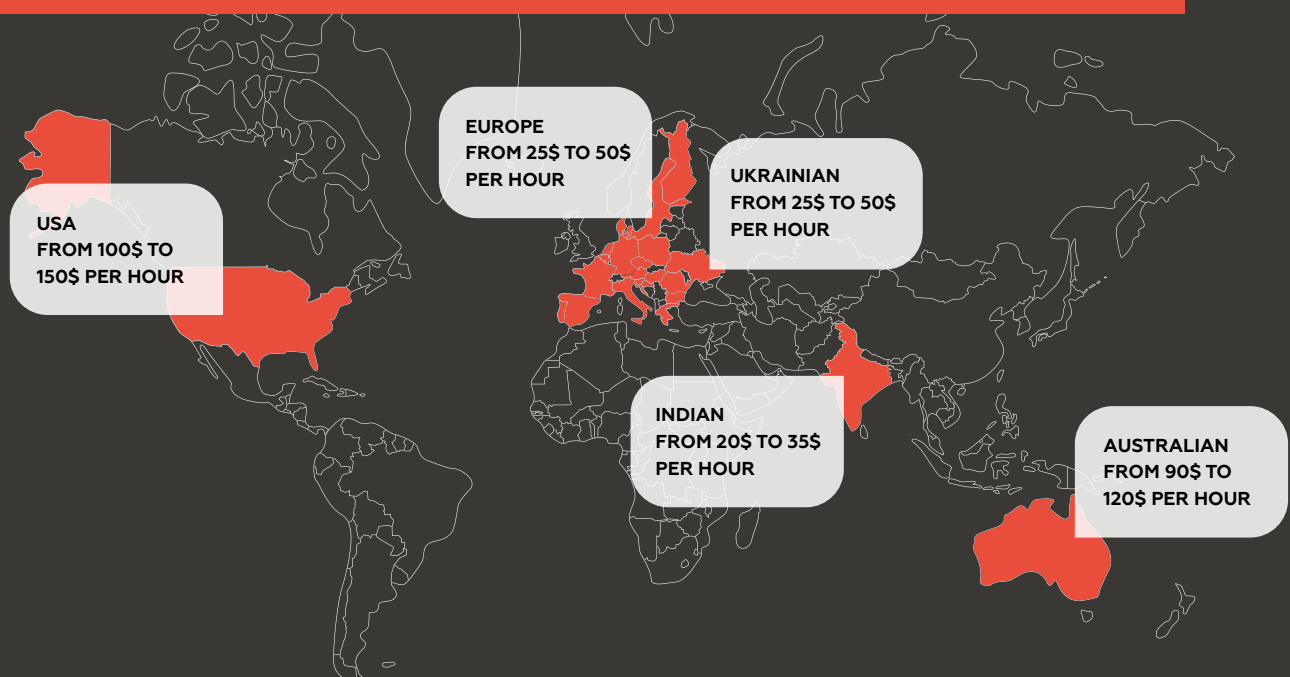 EUROPE
FROM 25$ TO 50$
PER HOUR
UKRAINIAN
FROM 25$ TO 50$
PER HOUR
USA
FROM 100$ TO
150$ PER HOUR
INDIAN
FROM 20$ TO 35$
PER HOUR
AUSTRALIAN
FROM 90$ TO
120$ PER HOUR